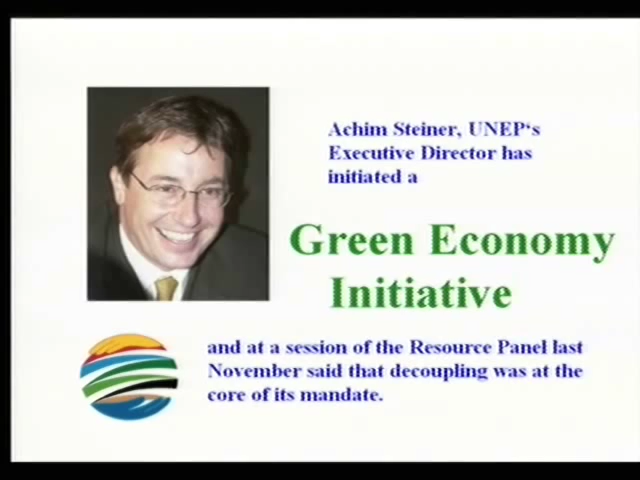 Achim Steiner, UNEP‘s
Executive Director has
initiated a
Green Economy
Initiative
and at a session of the Resource Panel last
November said that decoupling was at the
core of its mandate.